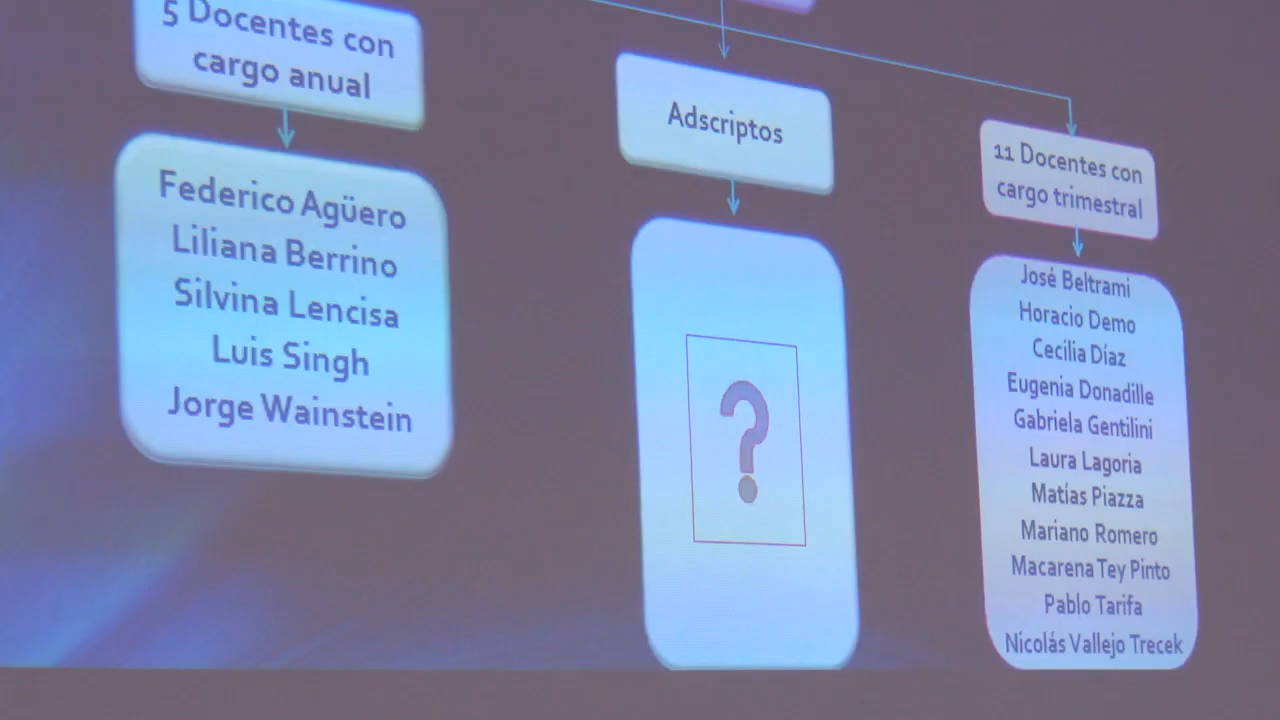 5 Docentes con
cargo anual
Federico Agüero
Liliana Berrino
Silvina Lencisa
Luis Singh
Jorge Wainstein
Adscriptos
?
11 Docentes con
cargo trimestral
José Beltrami
Horacio Demo
Cecilia Díaz
Eugenia Donadille
Gabriela Gentilini
Laura Lagoria
Matías Piazza
Mariano Romero
Macarena Tey Pinto
Pablo Tarifa
Nicolás Vallejo Trecek